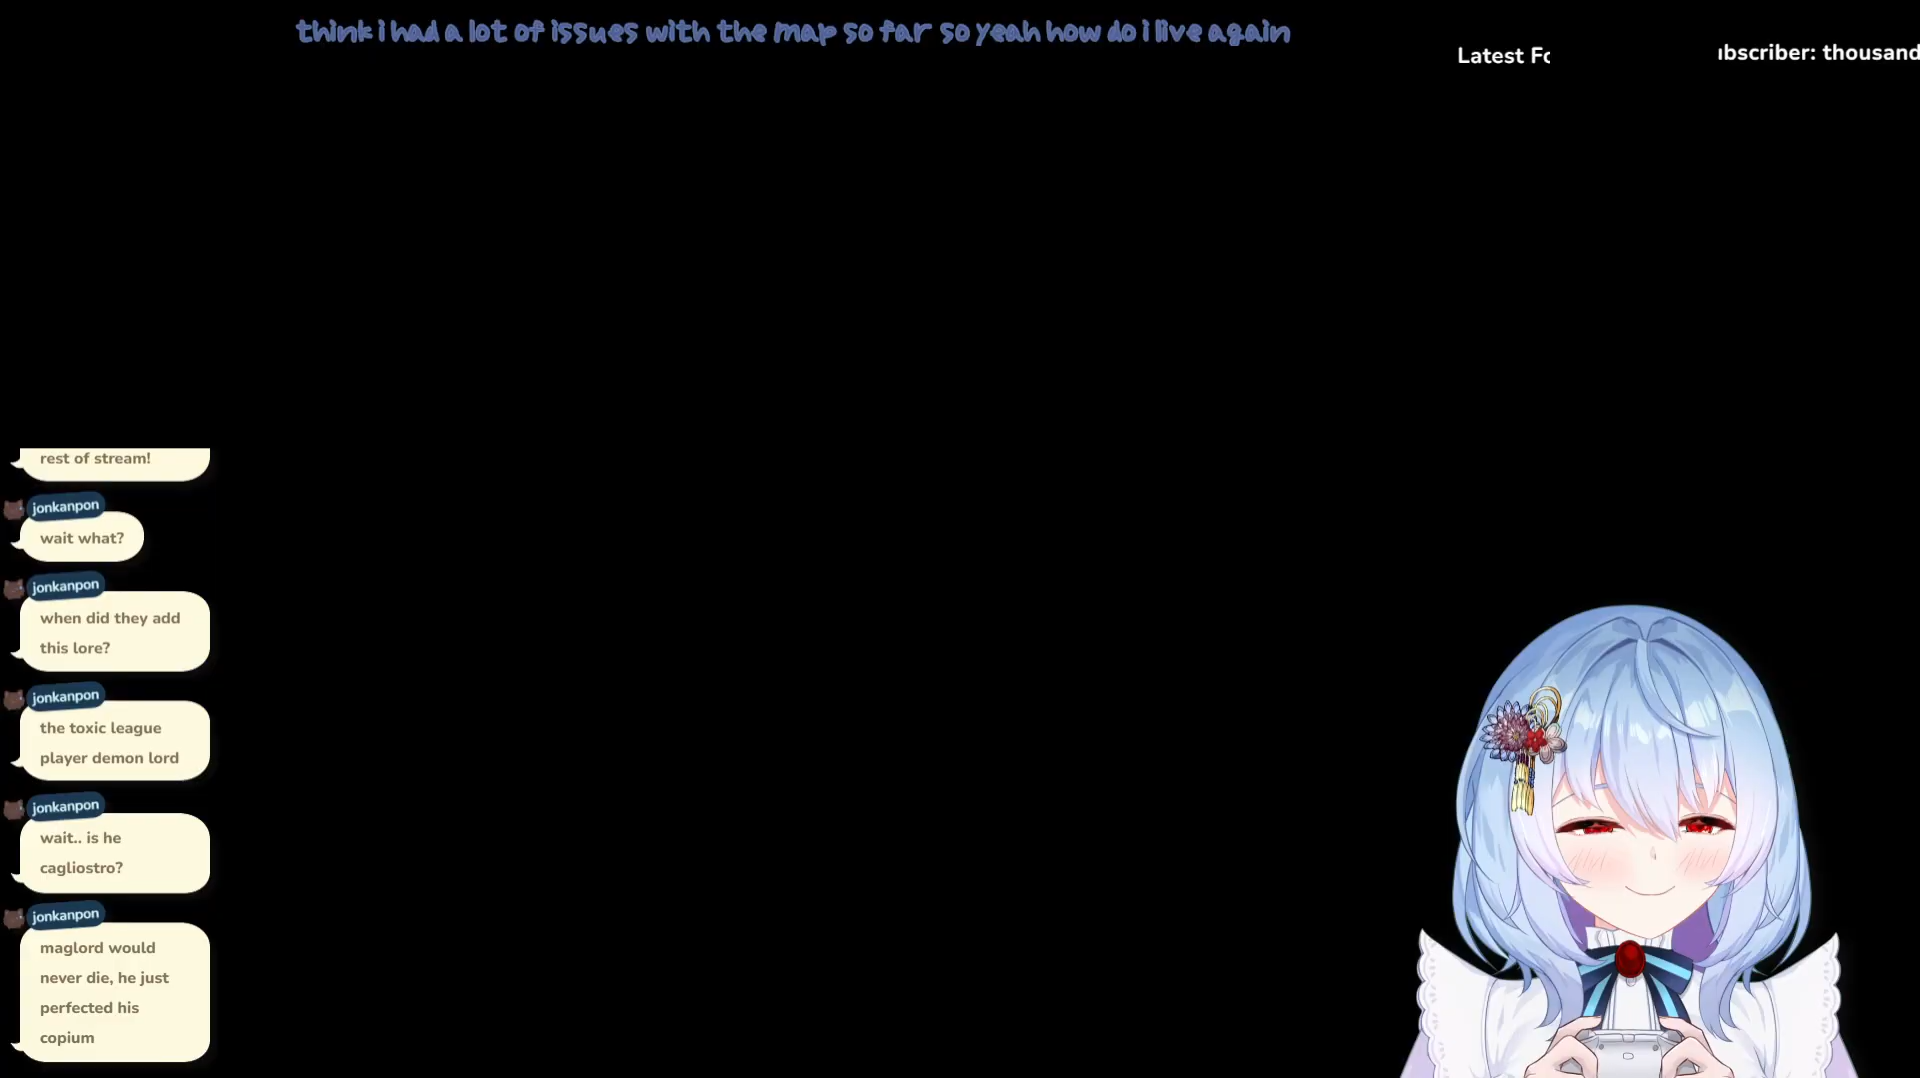 think i had a lot of issues with the map so far so yeah how do i live again
Latest Fo
ubscriber: thousand
rest of stream!
jonkanpon
wait what?
jonkanpon
when did they add
this lore?
jonkanpon
the toxic league
player demon lord
jonkanpon
wait.. is he
cagliostro?
jonkanpon
maglord would
never die, he just
perfected his
copium